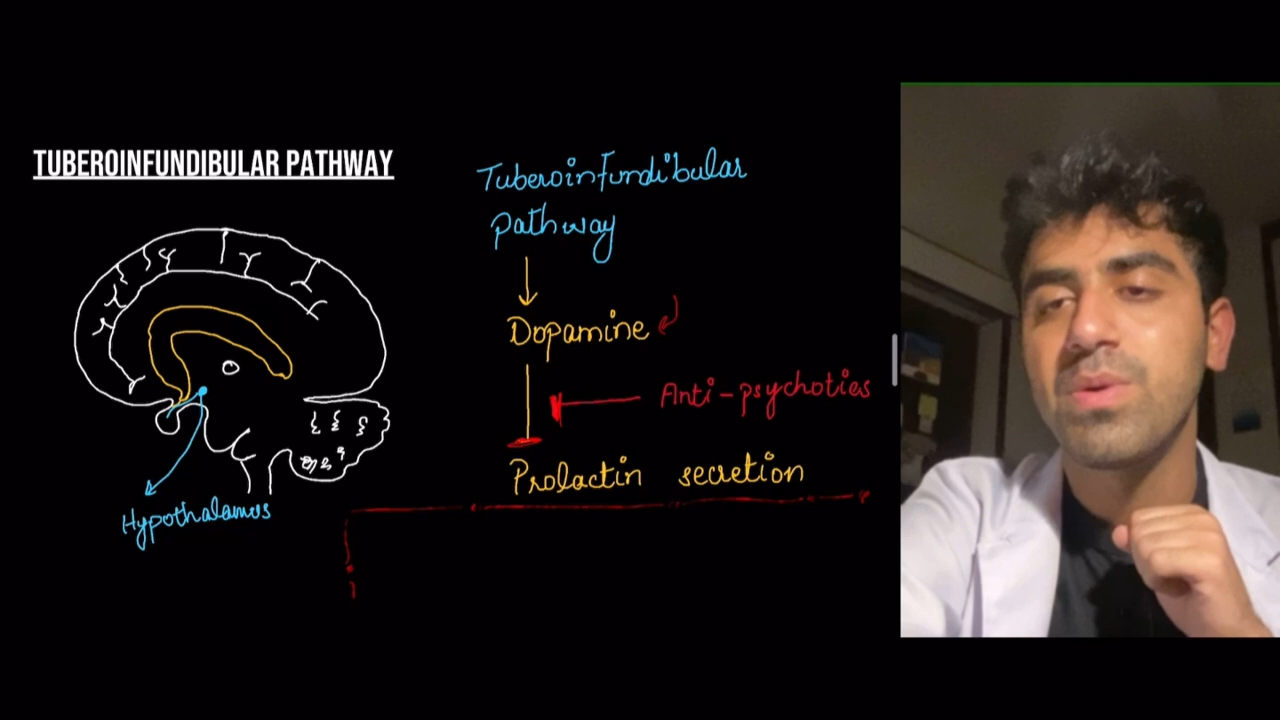 TUBEROINFUNDIBULAR PATHWAY
Tuberoinfundibular
pathway
Dopamine
Anti-psychotics
Prolactin secretion
Hypothalamus